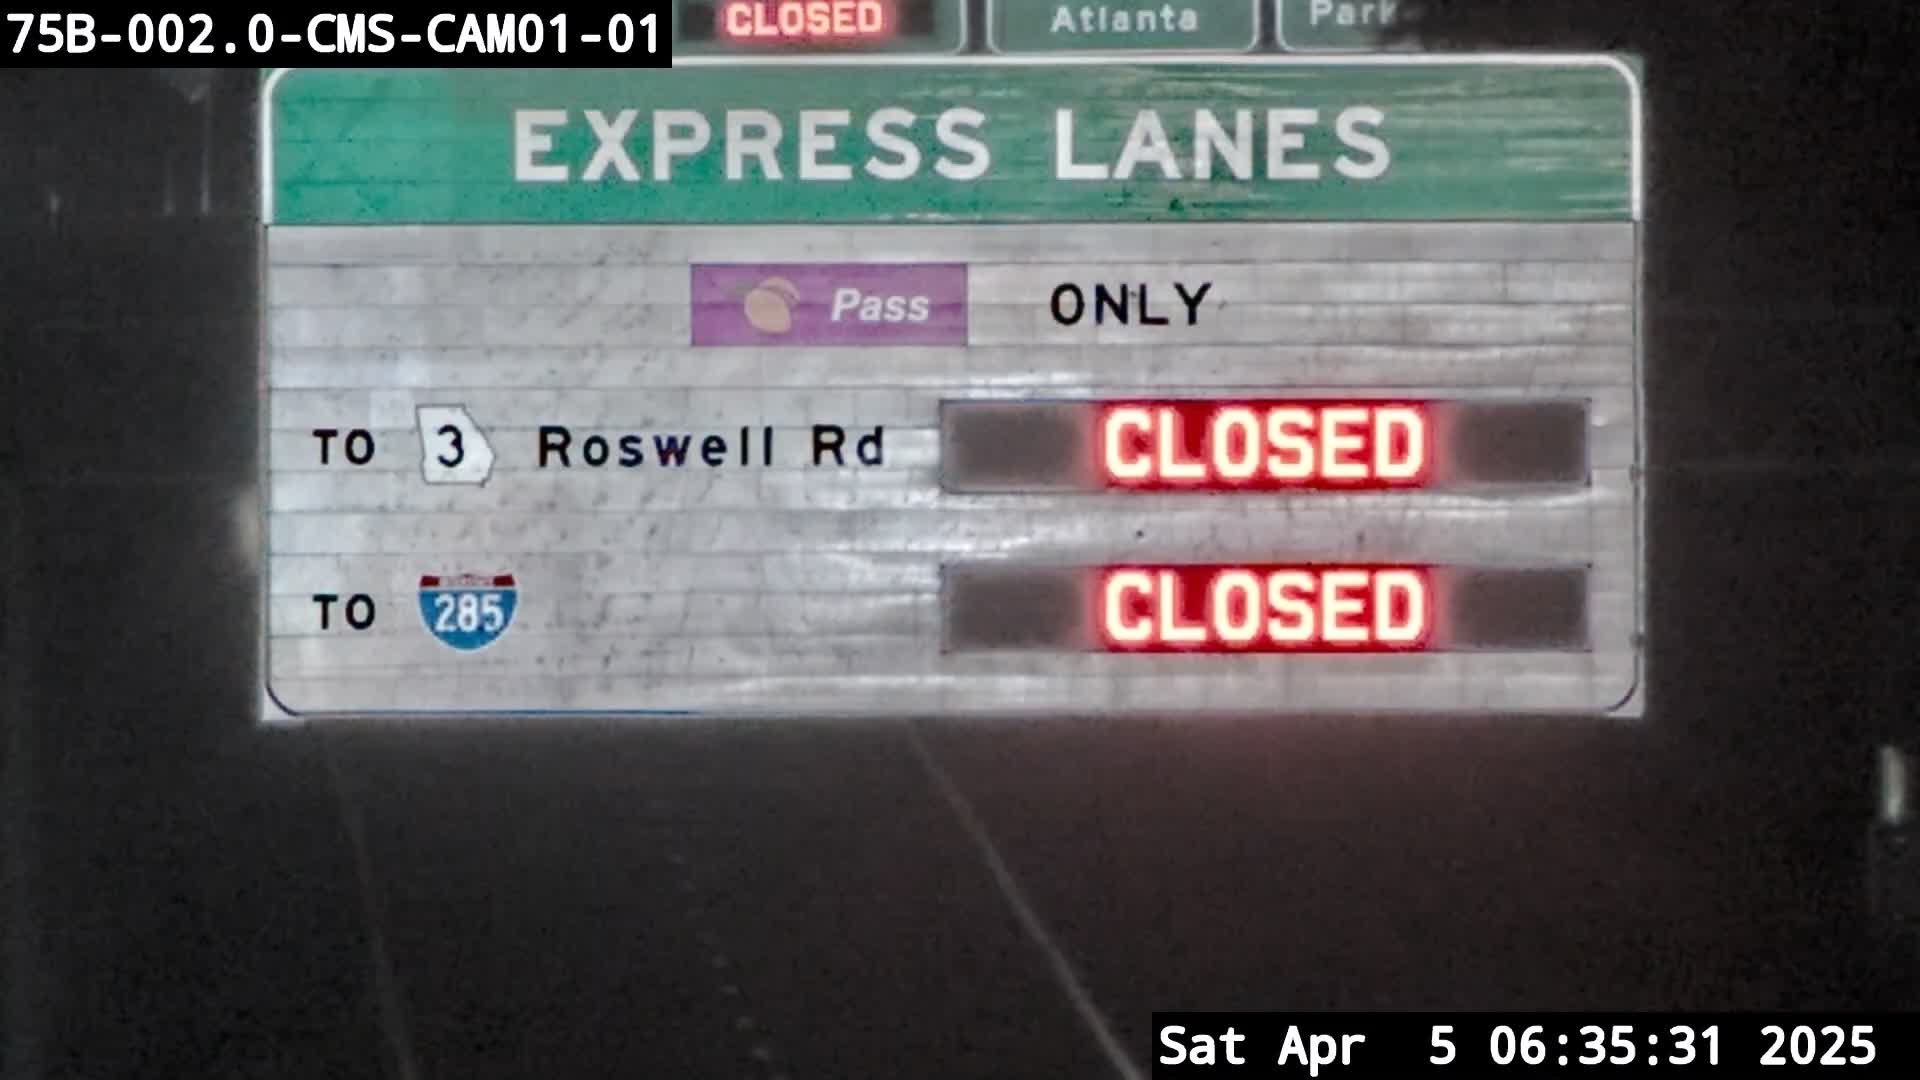 75B-002.0-CMS-CAM01-01
CLOSED
Atlanta
Park
EXPRESS LANES
Pass ONLY
TO 3 Roswell Rd CLOSED
TO 285 CLOSED
Sat Apr 5 06:35:31 2025